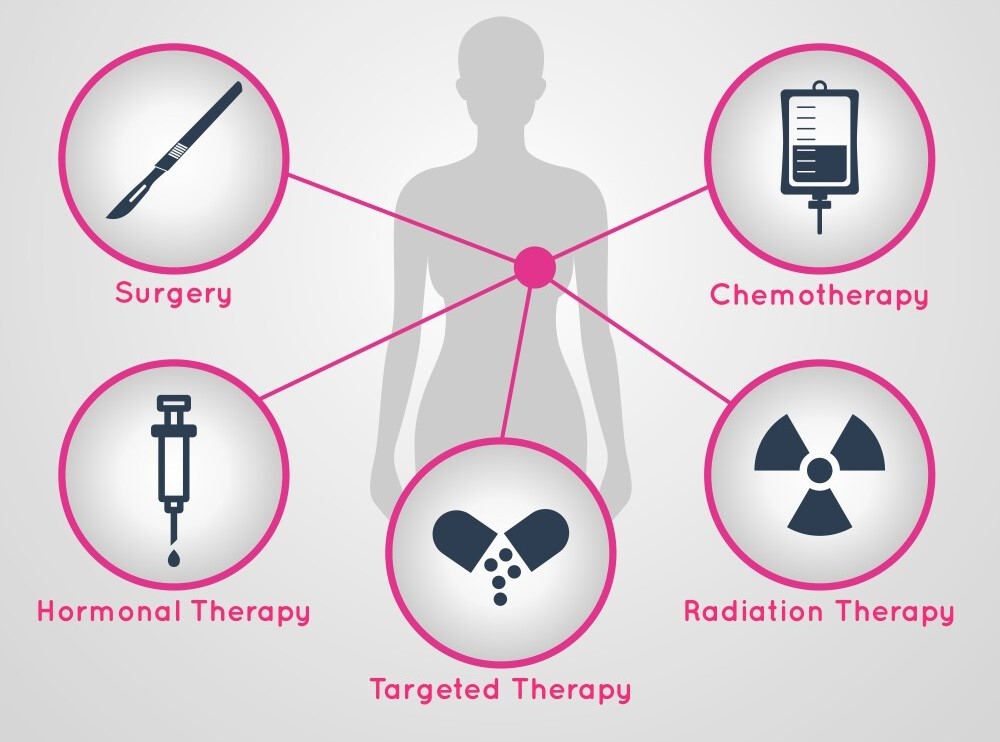 Surgery
Chemotherapy
Hormonal Therapy
Radiation Therapy
Targeted Therapy